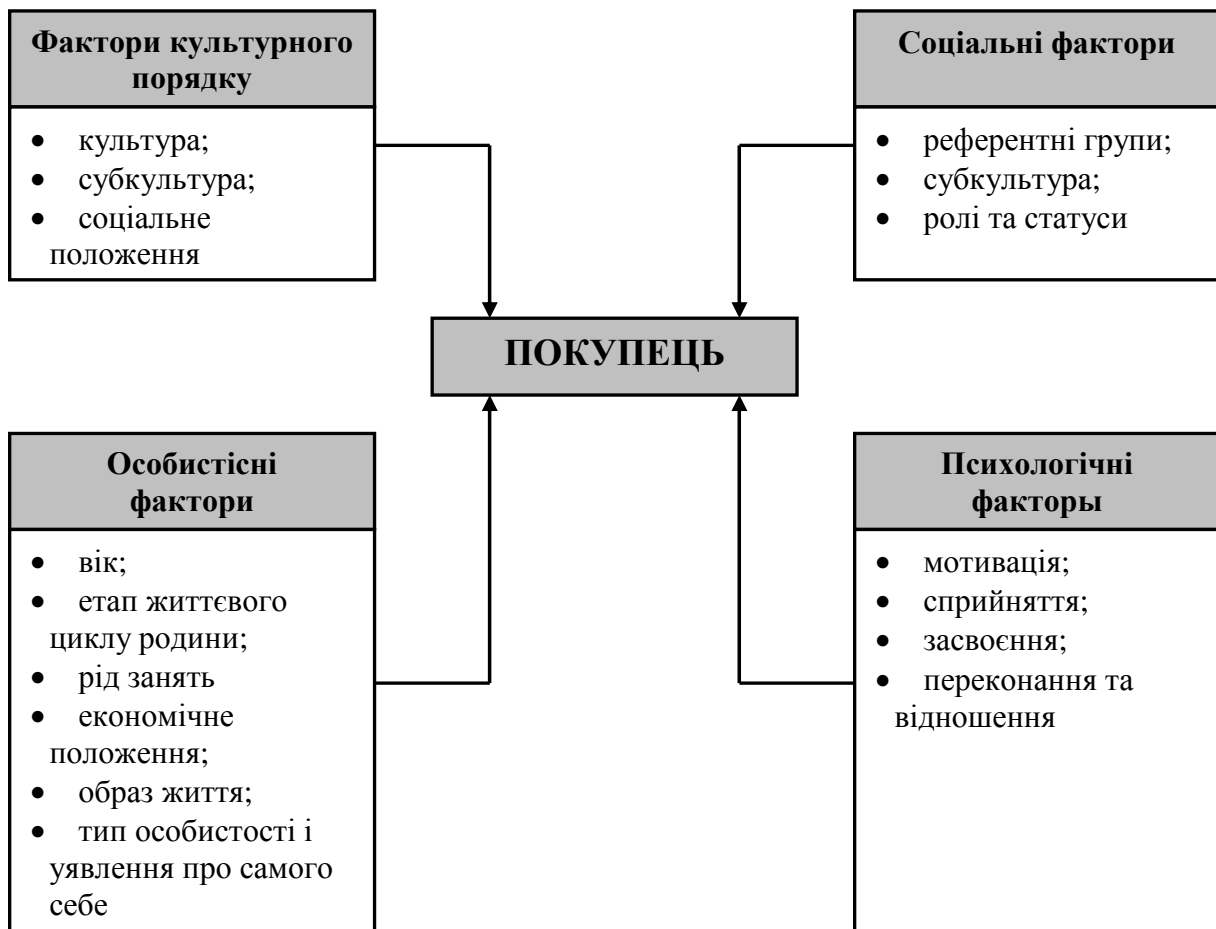 Фактори культурного
порядку
• культура;
• субкультура;
• соціальне
положення
Соціальні фактори
• референтні групи;
• субкультура;
• ролі та статуси
ПОКУПЕЦЬ
Особистісні
фактори
• вік;
• етап життєвого
циклу родини;
• рід занять
• економічне
положення;
• образ життя;
• тип особистості і
уявлення про самого
себе
Психологічні
факторы
• мотивація;
• сприйняття;
• засвоєння;
• переконання та
відношення